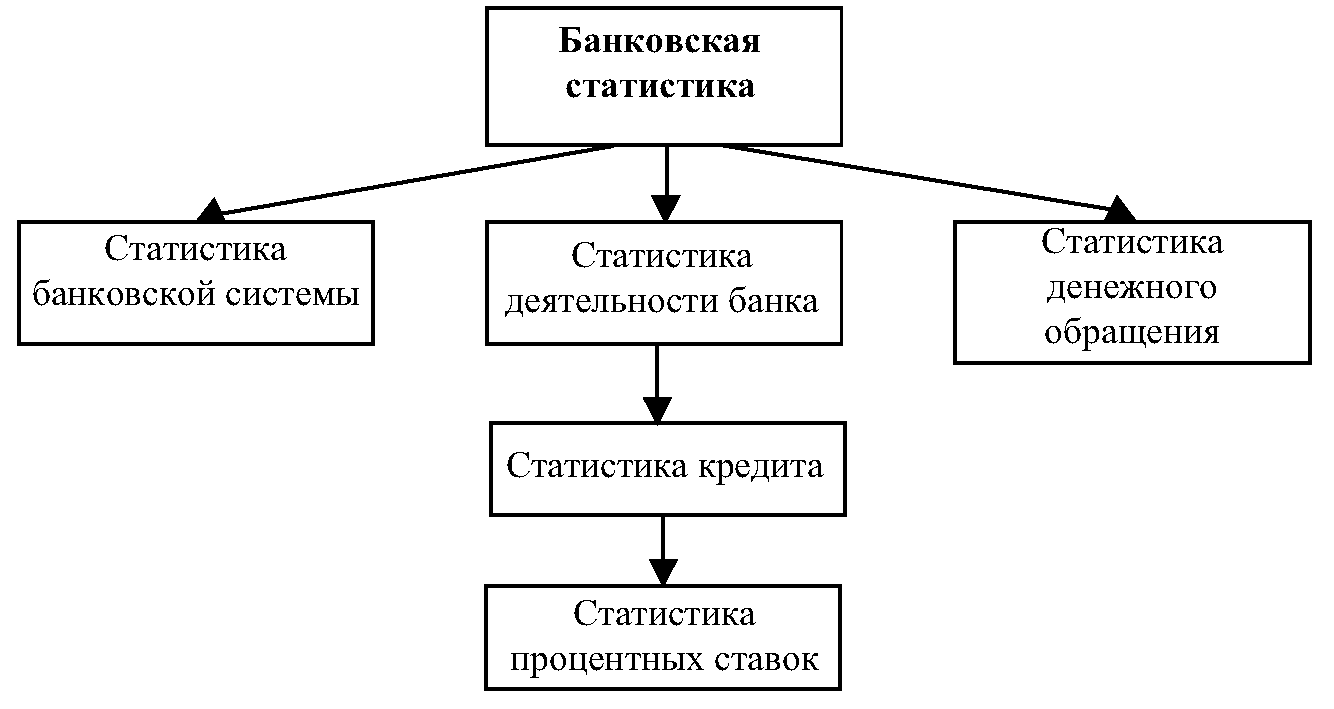 Банковская
статистика
Статистика
банковской системы
Статистика
деятельности банка
Статистика
денежного
обращения
Статистика кредита
Статистика
процентных ставок